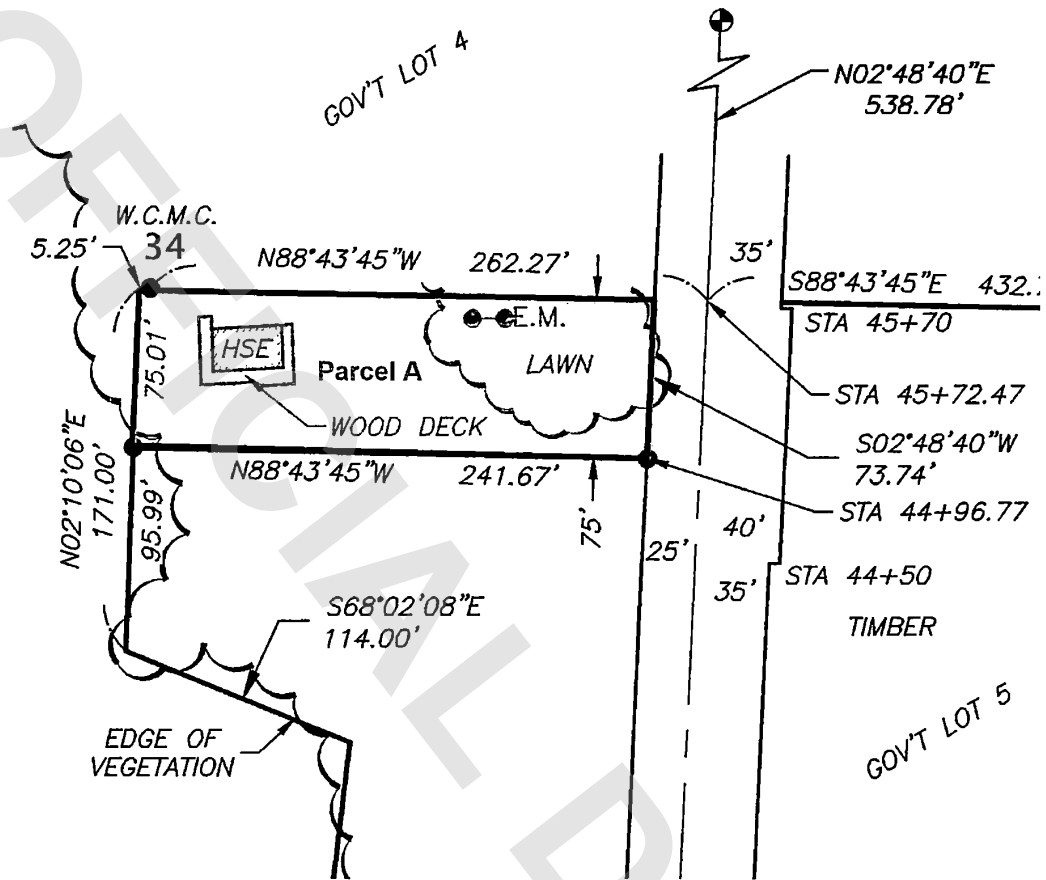 GOV'T LOT 4
N02°48'40"E
538.78'
W.C.M.C.
34
5.25'
N88°43'45"W 262.27'
35'
S88°43'45"E
STA 45+70
E.M.
HSE
75.01'
Parcel A
LAWN
STA 45+72.47
WOOD DECK
S02°48'40"W
73.74'
N88°43'45"W 241.67'
STA 44+96.77
N02°10'06"E
171.00'
95.99'
75'
25'
40'
35'
STA 44+50
S68°02'08"E
114.00'
TIMBER
EDGE OF
VEGETATION
GOV'T LOT 5